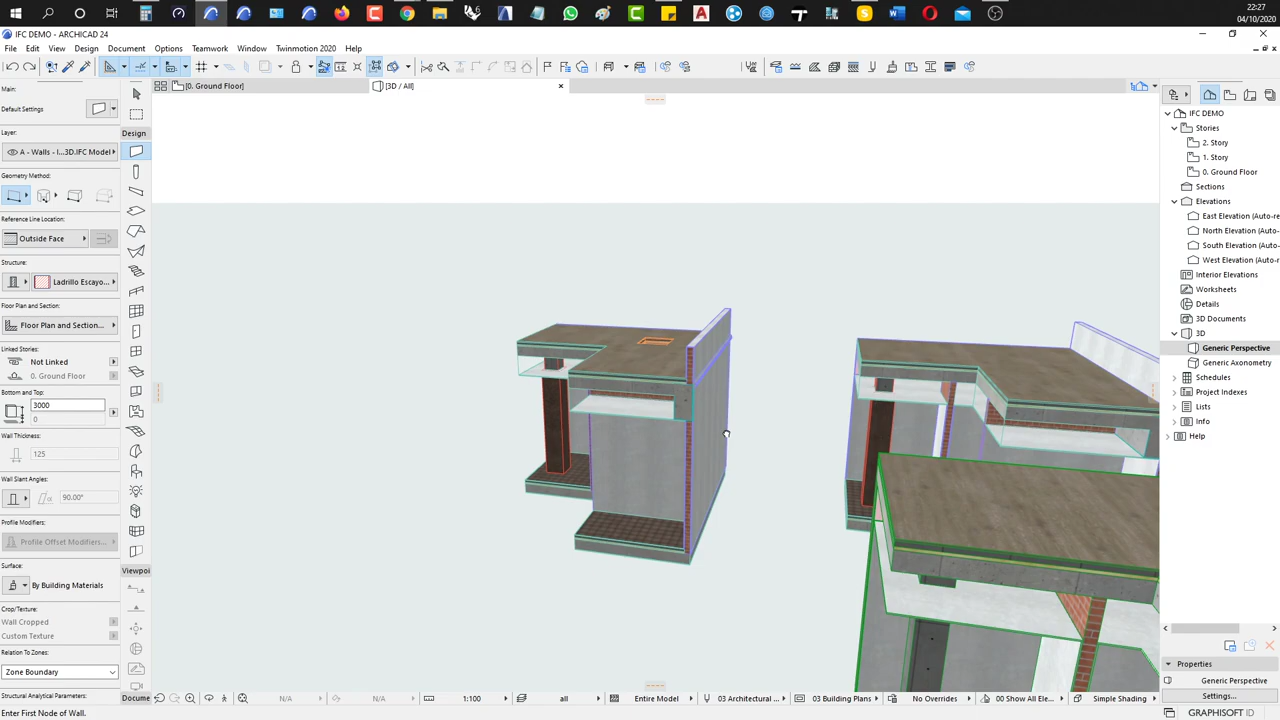 22:27
04/10/2020
IFC DEMO - ARCHICAD 24
File Edit View Design Document Options Teamwork Window Twinmotion 2020 Help
Main:
Default Settings
Layer:
A - Walls - I...3D.IFC Model
Geometry Method:
Reference Line Location:
Outside Face
Structure:
Ladrillo Escayo...
Floor Plan and Section:
Floor Plan and Section...
Linked Stories:
Not Linked
0. Ground Floor
Bottom and Top:
3000
0
Wall Thickness:
125
Wall Slant Angles:
90.00°
Profile Modifiers:
Profile Offset Modifiers...
Surface:
By Building Materials
Crop/Texture:
Wall Cropped
Custom Texture
Relation To Zones:
Zone Boundary
Structural Analytical Parameters:
Enter First Node of Wall.
Design
Viewpoi
Docume
[0. Ground Floor]
[3D / All]
N/A N/A 1:100 all Entire Model 03 Architectural ... 03 Building Plans No Overrides 00 Show All Ele... Simple Shading
IFC DEMO
Stories
2. Story
1. Story
0. Ground Floor
Sections
Elevations
East Elevation (Auto-re
North Elevation (Auto-
South Elevation (Auto-
West Elevation (Auto-r
Interior Elevations
Worksheets
Details
3D Documents
3D
Generic Perspective
Generic Axonometry
Schedules
Project Indexes
Lists
Info
Help
Properties
Generic Perspective
Settings...
GRAPHISOFT ID